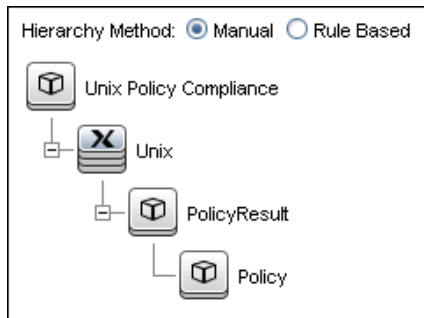 Hierarchy Method: Manual Rule Based
Unix Policy Compliance
Unix
PolicyResult
Policy